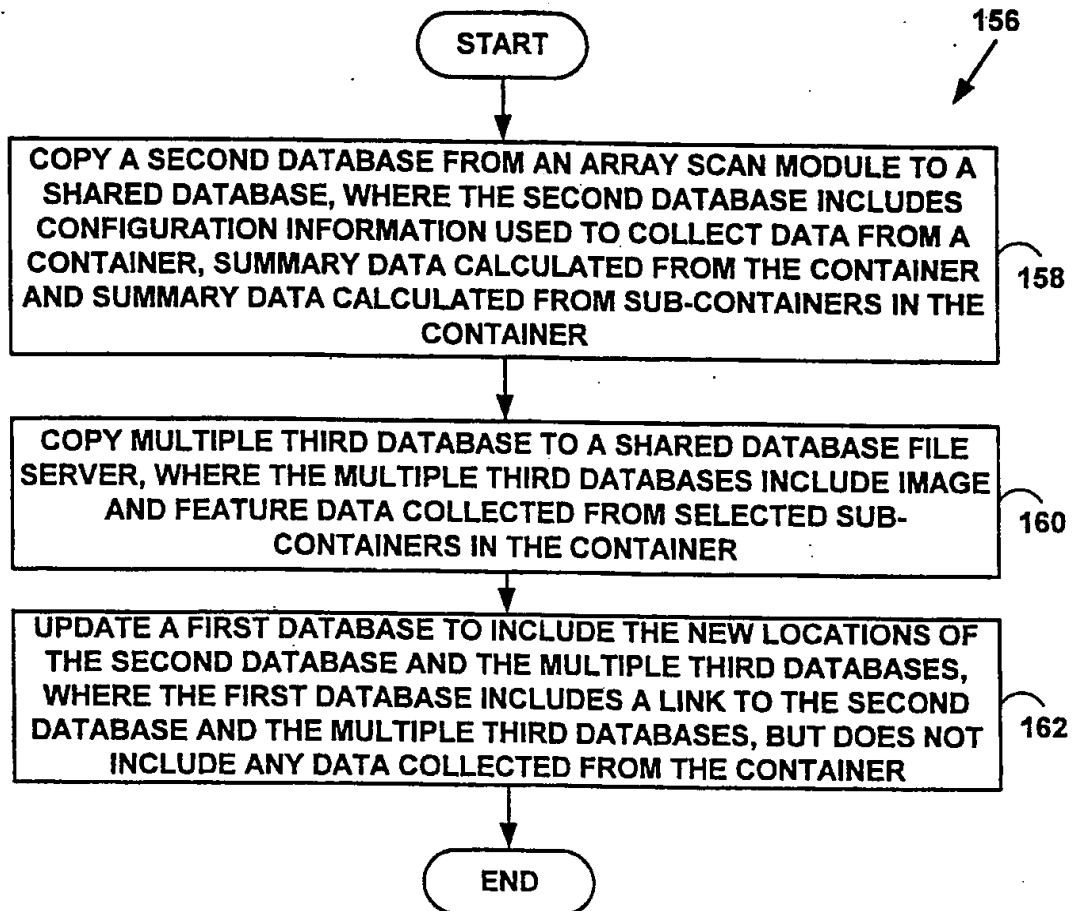 156
START
COPY A SECOND DATABASE FROM AN ARRAY SCAN MODULE TO A
SHARED DATABASE, WHERE THE SECOND DATABASE INCLUDES
CONFIGURATION INFORMATION USED TO COLLECT DATA FROM A
CONTAINER, SUMMARY DATA CALCULATED FROM THE CONTAINER
AND SUMMARY DATA CALCULATED FROM SUB-CONTAINERS IN THE
CONTAINER
158
COPY MULTIPLE THIRD DATABASE TO A SHARED DATABASE FILE
SERVER, WHERE THE MULTIPLE THIRD DATABASES INCLUDE IMAGE
AND FEATURE DATA COLLECTED FROM SELECTED SUB-
CONTAINERS IN THE CONTAINER
160
UPDATE A FIRST DATABASE TO INCLUDE THE NEW LOCATIONS OF
THE SECOND DATABASE AND THE MULTIPLE THIRD DATABASES,
WHERE THE FIRST DATABASE INCLUDES A LINK TO THE SECOND
DATABASE AND THE MULTIPLE THIRD DATABASES, BUT DOES NOT
INCLUDE ANY DATA COLLECTED FROM THE CONTAINER
162
END